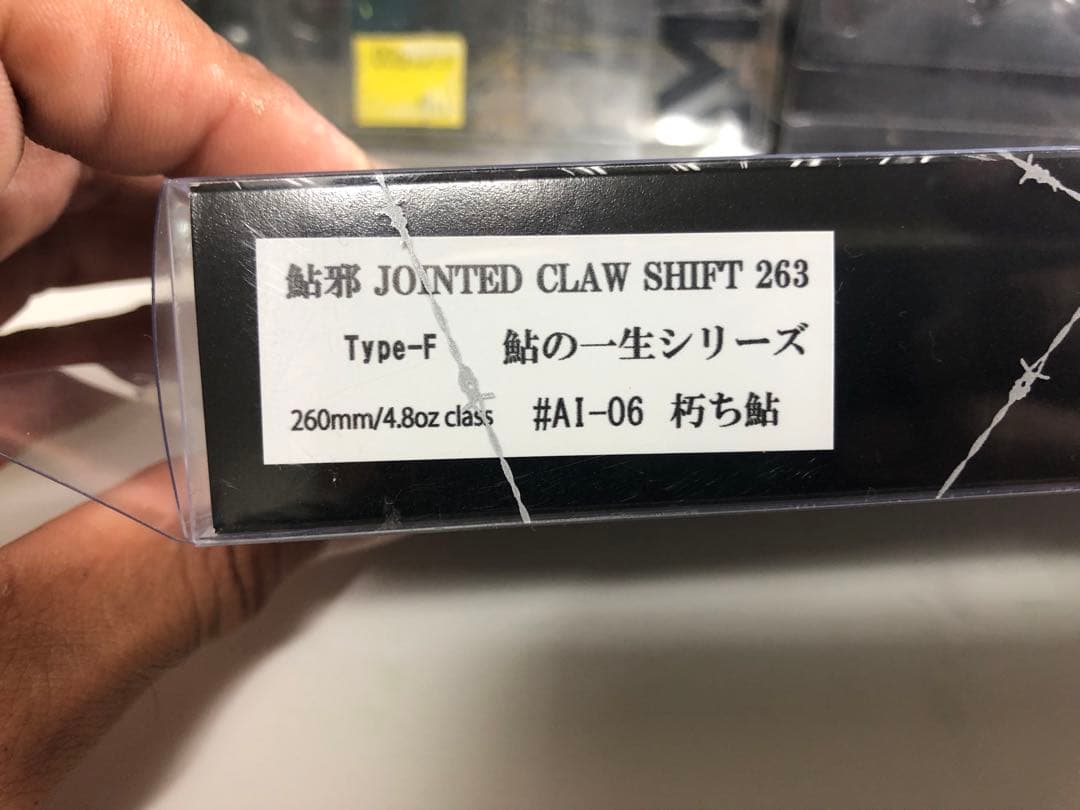 鮎邪 JOINTED CLAW SHIFT 263
Type-F 鮎の一生シリーズ
260mm/4.8oz class #AI-06 朽ち鮎